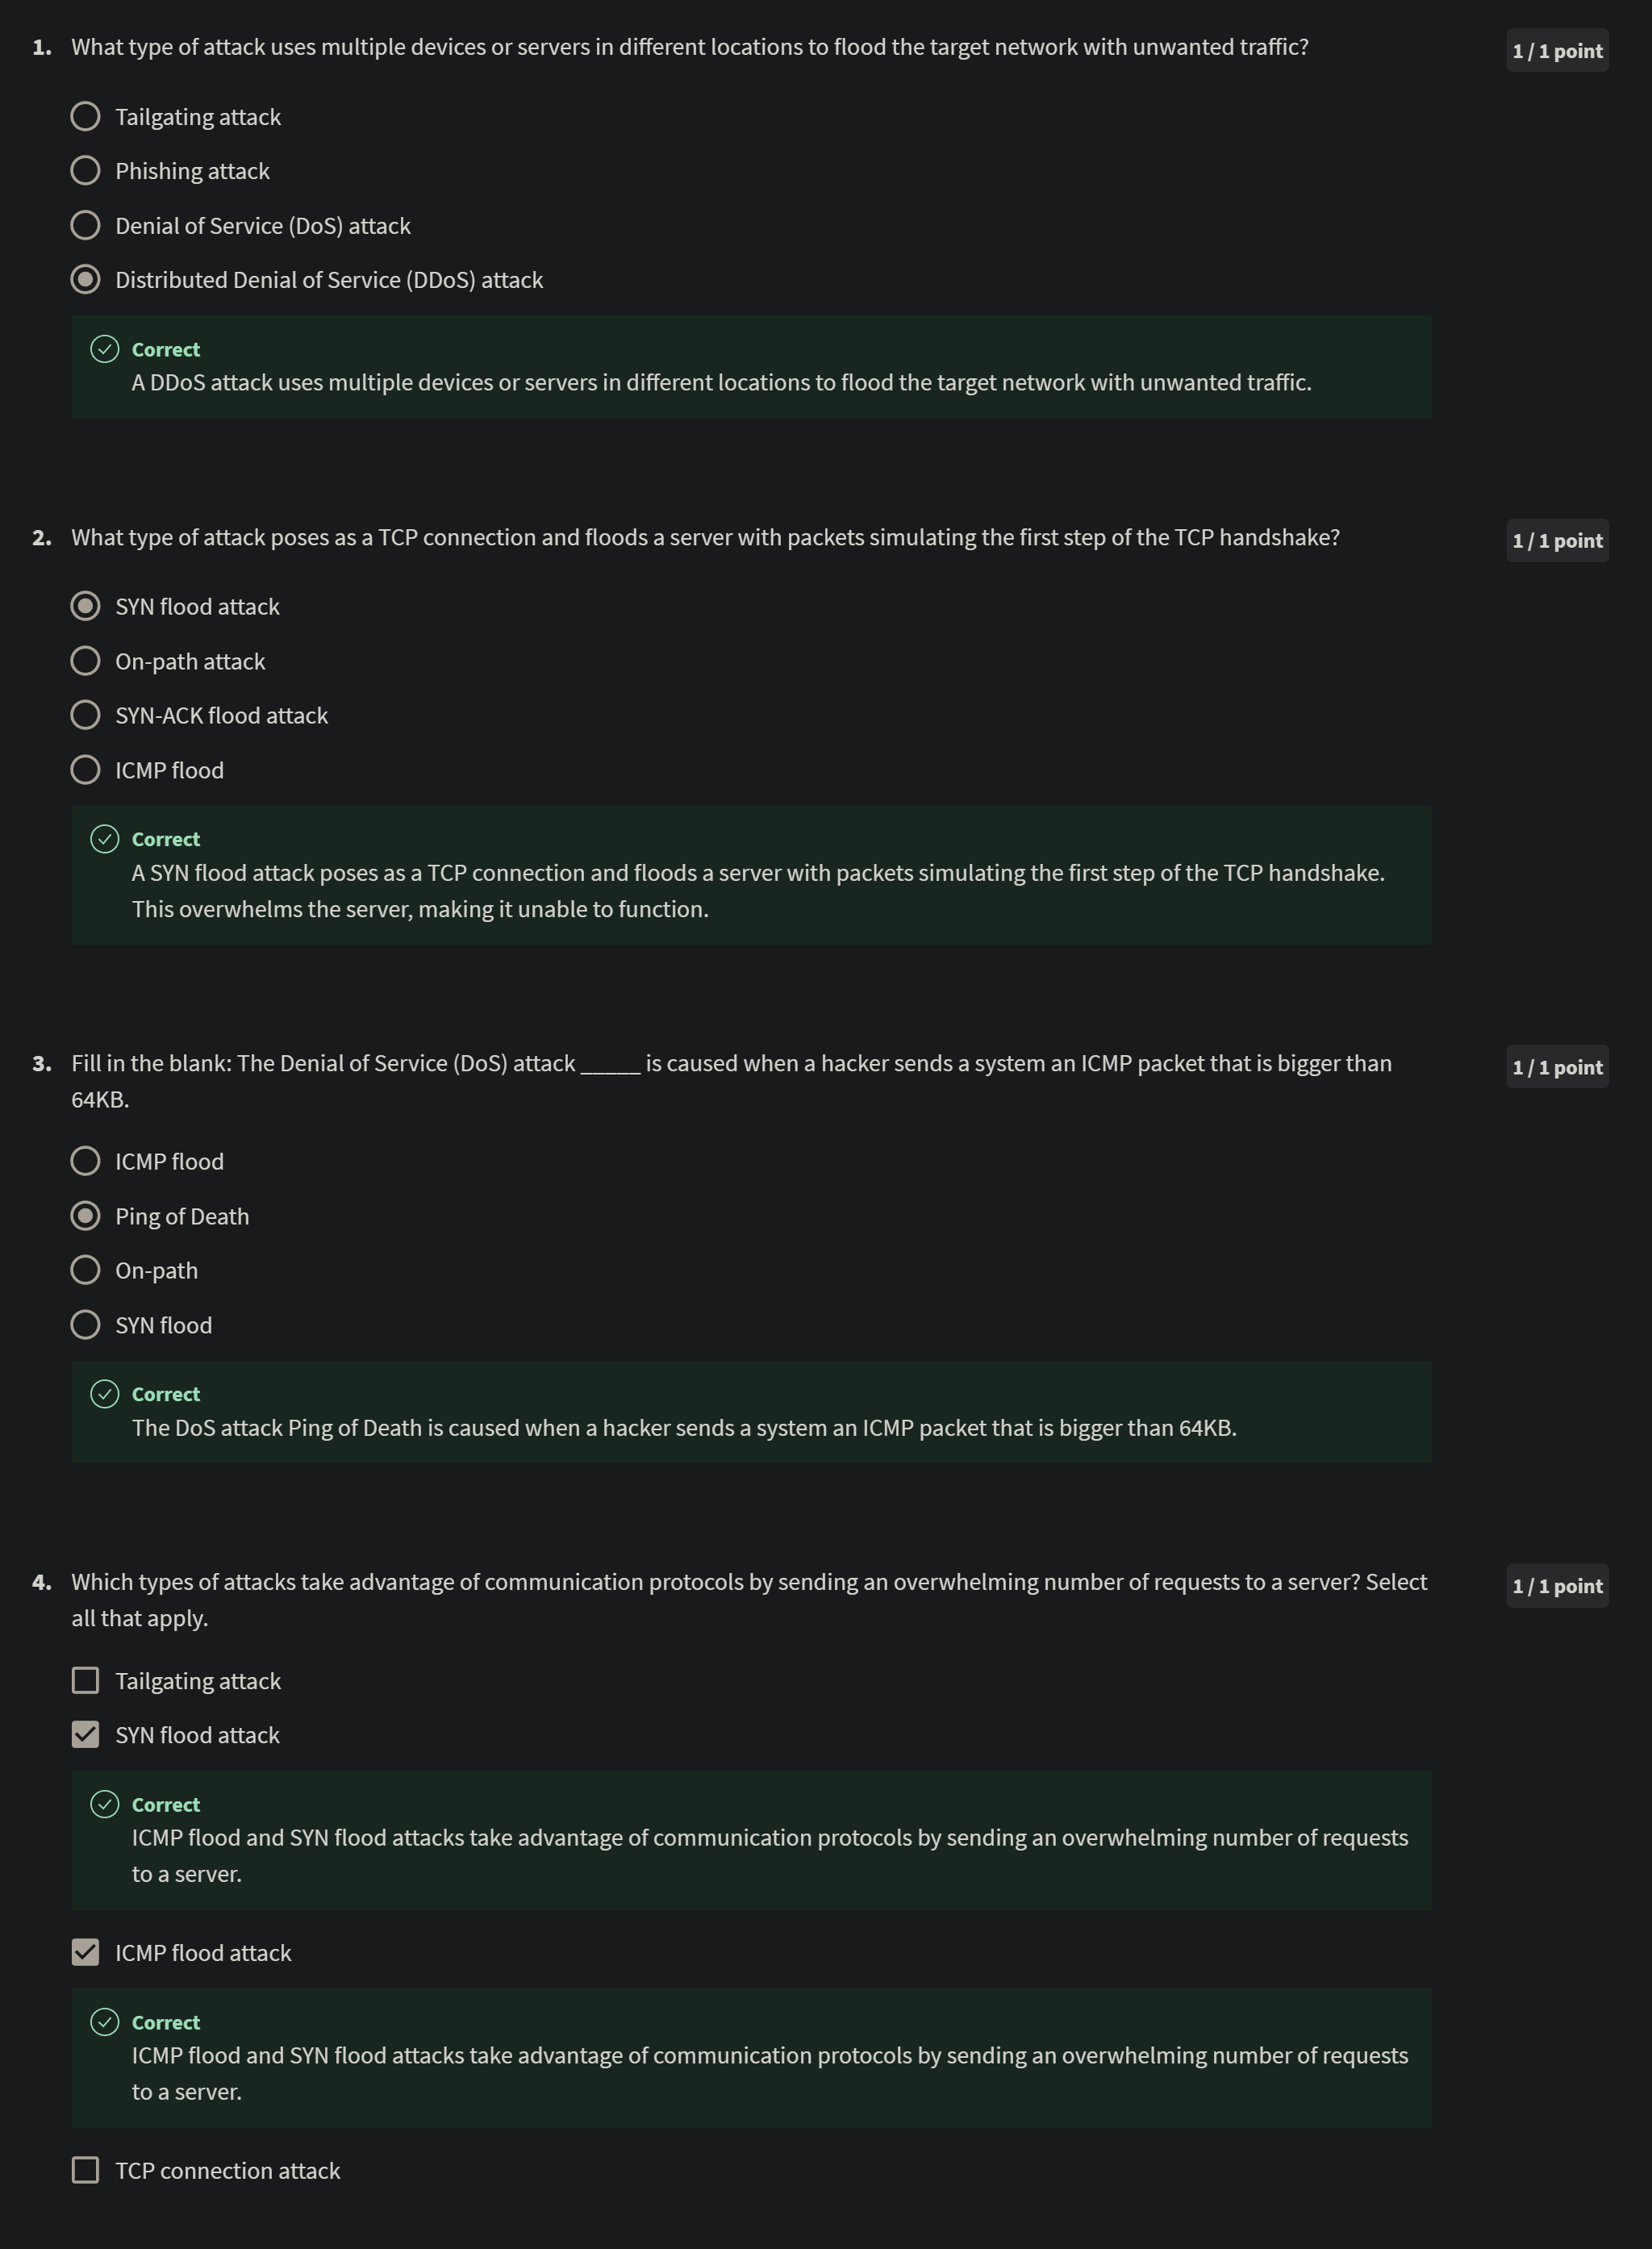 1. What type of attack uses multiple devices or servers in different locations to flood the target network with unwanted traffic?
1 / 1 point
Tailgating attack
Phishing attack
Denial of Service (DoS) attack
Distributed Denial of Service (DDoS) attack
Correct
A DDoS attack uses multiple devices or servers in different locations to flood the target network with unwanted traffic.
2. What type of attack poses as a TCP connection and floods a server with packets simulating the first step of the TCP handshake?
1 / 1 point
SYN flood attack
On-path attack
SYN-ACK flood attack
ICMP flood
Correct
A SYN flood attack poses as a TCP connection and floods a server with packets simulating the first step of the TCP handshake.
This overwhelms the server, making it unable to function.
3. Fill in the blank: The Denial of Service (DoS) attack _____ is caused when a hacker sends a system an ICMP packet that is bigger than
64KB.
1 / 1 point
ICMP flood
Ping of Death
On-path
SYN flood
Correct
The DoS attack Ping of Death is caused when a hacker sends a system an ICMP packet that is bigger than 64KB.
4. Which types of attacks take advantage of communication protocols by sending an overwhelming number of requests to a server? Select
all that apply.
1 / 1 point
Tailgating attack
SYN flood attack
Correct
ICMP flood and SYN flood attacks take advantage of communication protocols by sending an overwhelming number of requests
to a server.
ICMP flood attack
Correct
ICMP flood and SYN flood attacks take advantage of communication protocols by sending an overwhelming number of requests
to a server.
TCP connection attack